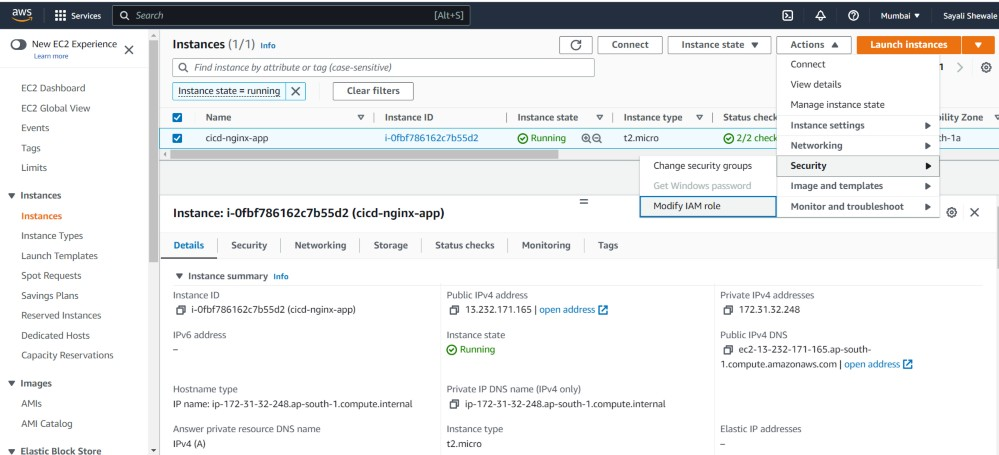 aws Services Search [Alt+S] Mumbai Sayali Shewale
New EC2 Experience
Learn more
EC2 Dashboard
EC2 Global View
Events
Tags
Limits
Instances
Instances
Instance Types
Launch Templates
Spot Requests
Savings Plans
Reserved Instances
Dedicated Hosts
Capacity Reservations
Images
AMIs
AMI Catalog
Elastic Block Store
Instances (1/1) Info
Connect Instance state Actions Launch instances
Find instance by attribute or tag (case-sensitive)
1
Instance state = running Clear filters
Name Instance ID Instance state Instance type Status check bility Zone
cicd-nginx-app i-0fbf786162c7b55d2 Running t2.micro 2/2 check th-1a
Connect
View details
Manage instance state
Instance settings
Networking
Security
Image and templates
Monitor and troubleshoot
Change security groups
Get Windows password
Modify IAM role
Instance: i-0fbf786162c7b55d2 (cicd-nginx-app)
Details Security Networking Storage Status checks Monitoring Tags
Instance summary Info
Instance ID
i-0fbf786162c7b55d2 (cicd-nginx-app)
Public IPv4 address
13.232.171.165 | open address
Private IPv4 addresses
172.31.32.248
IPv6 address
–
Instance state
Running
Public IPv4 DNS
ec2-13-232-171-165.ap-south-
1.compute.amazonaws.com | open address
Hostname type
IP name: ip-172-31-32-248.ap-south-1.compute.internal
Private IP DNS name (IPv4 only)
ip-172-31-32-248.ap-south-1.compute.internal
Answer private resource DNS name
IPv4 (A)
Instance type
t2.micro
Elastic IP addresses
–